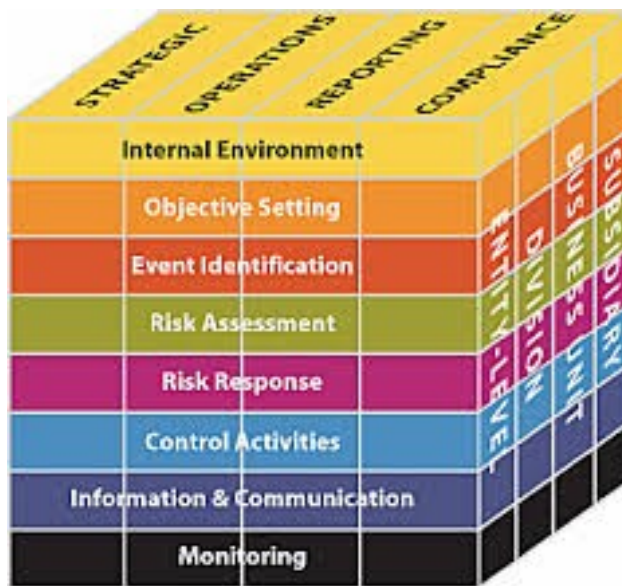 STRATEGIC
OPERATIONS
REPORTING
COMPLIANCE
Internal Environment
Objective Setting
Event Identification
Risk Assessment
Risk Response
Control Activities
Information & Communication
Monitoring
ENTITY-LEVEL
DIVISION
BUSINESS UNIT
SUBSIDIARY